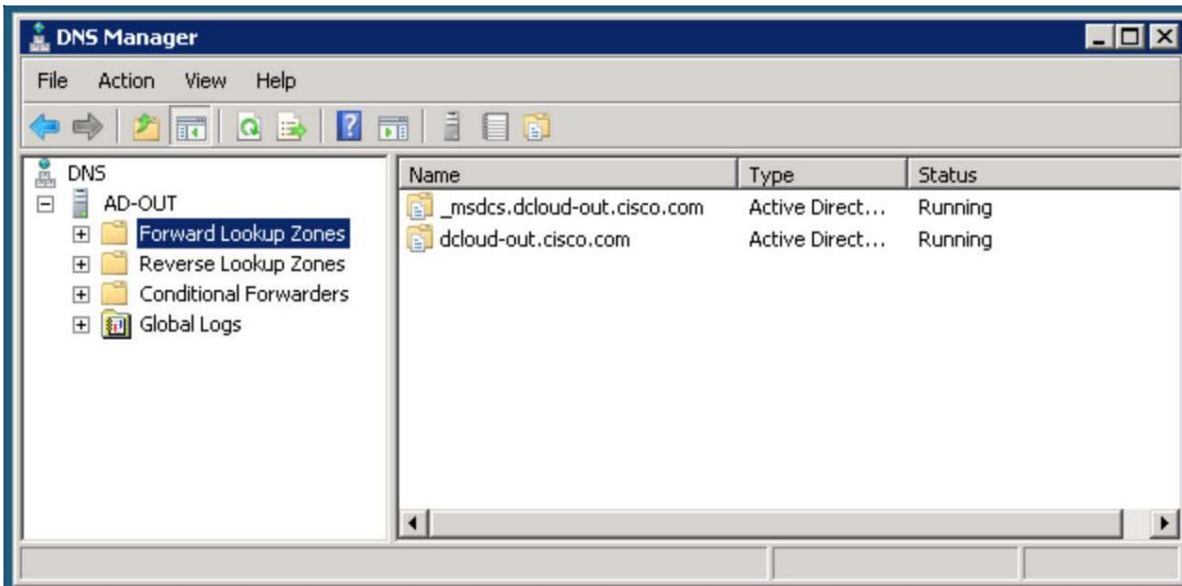 DNS Manager
File Action View Help
DNS
AD-OUT
Forward Lookup Zones
Reverse Lookup Zones
Conditional Forwarders
Global Logs
Name Type Status
_msdcs.dcloud-out.cisco.com Active Direct... Running
dcloud-out.cisco.com Active Direct... Running